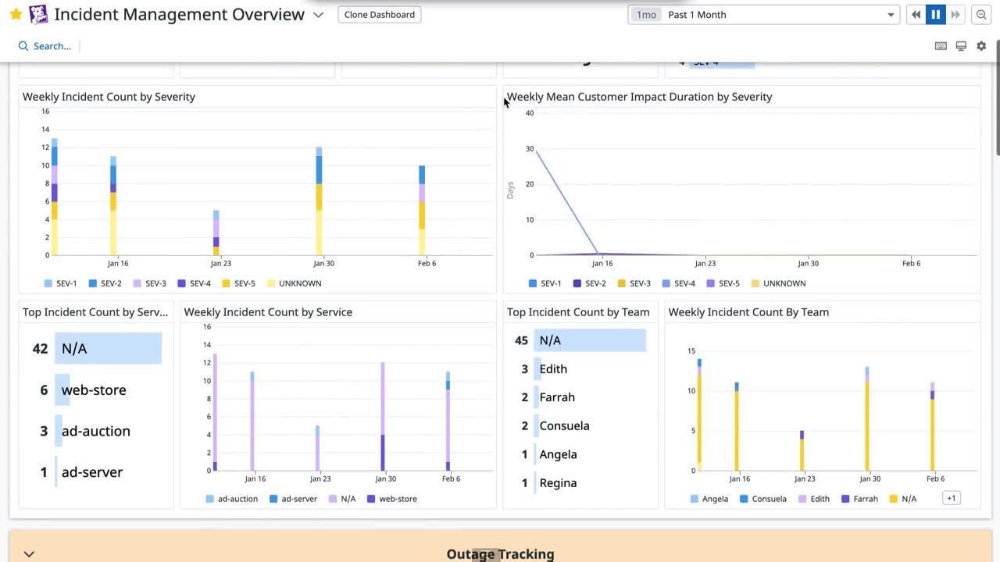 Incident Management Overview
Clone Dashboard
1mo Past 1 Month
Search...
Weekly Incident Count by Severity
16
14
12
10
8
6
4
2
0
Jan 16 Jan 23 Jan 30 Feb 6
SEV-1 SEV-2 SEV-3 SEV-4 SEV-5 UNKNOWN
Weekly Mean Customer Impact Duration by Severity
40
30
20
10
0
Days
Jan 16 Jan 23 Jan 30 Feb 6
SEV-1 SEV-2 SEV-3 SEV-4 SEV-5 UNKNOWN
Top Incident Count by Serv...
42 N/A
6 web-store
3 ad-auction
1 ad-server
Weekly Incident Count by Service
16
14
12
10
8
6
4
2
0
Jan 16 Jan 23 Jan 30 Feb 6
ad-auction ad-server N/A web-store
Top Incident Count by Team
45 N/A
3 Edith
2 Farrah
2 Consuela
1 Angela
1 Regina
Weekly Incident Count By Team
15
10
5
0
Jan 16 Jan 23 Jan 30 Feb 6
Angela Consuela Edith Farrah N/A +1
Outage Tracking